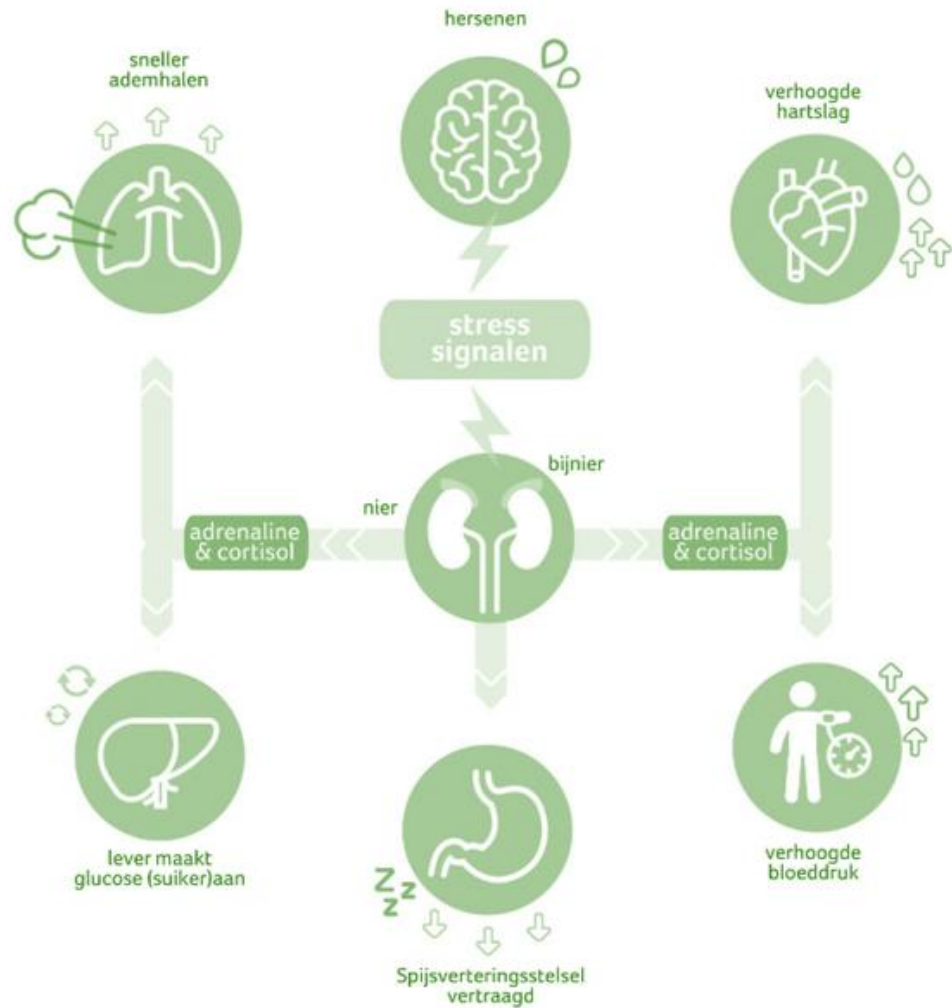 hersenen
sneller
ademhalen
verhoogde
hartslag
stress
signalen
bijnier
nier
adrenaline
& cortisol
adrenaline
& cortisol
lever maakt
glucose (suiker)aan
verhoogde
bloeddruk
Z
z
z
Spijsverteringsstelsel
vertraagd